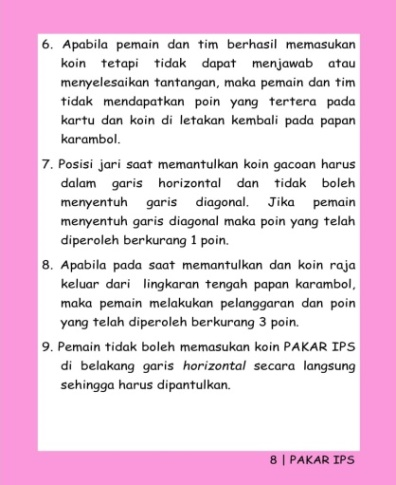 6. Apabila pemain dan tim berhasil memasukan
koin tetapi tidak dapat menjawab atau
menyelesaikan tantangan, maka pemain dan tim
tidak mendapatkan poin yang tertera pada
kartu dan koin di letakan kembali pada papan
karambol.
7. Posisi jari saat memantulkan koin gacoan harus
dalam garis horizontal dan tidak boleh
menyentuh garis diagonal. Jika pemain
menyentuh garis diagonal maka poin yang telah
diperoleh berkurang 1 poin.
8. Apabila pada saat memantulkan dan koin raja
keluar dari lingkaran tengah papan karambol,
maka pemain melakukan pelanggaran dan poin
yang telah diperoleh berkurang 3 poin.
9. Pemain tidak boleh memasukan koin PAKAR IPS
di belakang garis horizontal secara langsung
sehingga harus dipantulkan.
8 | PAKAR IPS